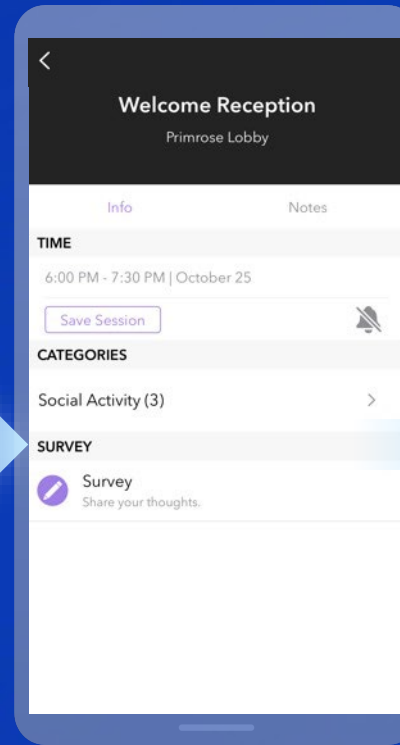 Welcome Reception
Primrose Lobby
Info Notes
TIME
6:00 PM - 7:30 PM | October 25
Save Session
CATEGORIES
Social Activity (3)
SURVEY
Survey
Share your thoughts.